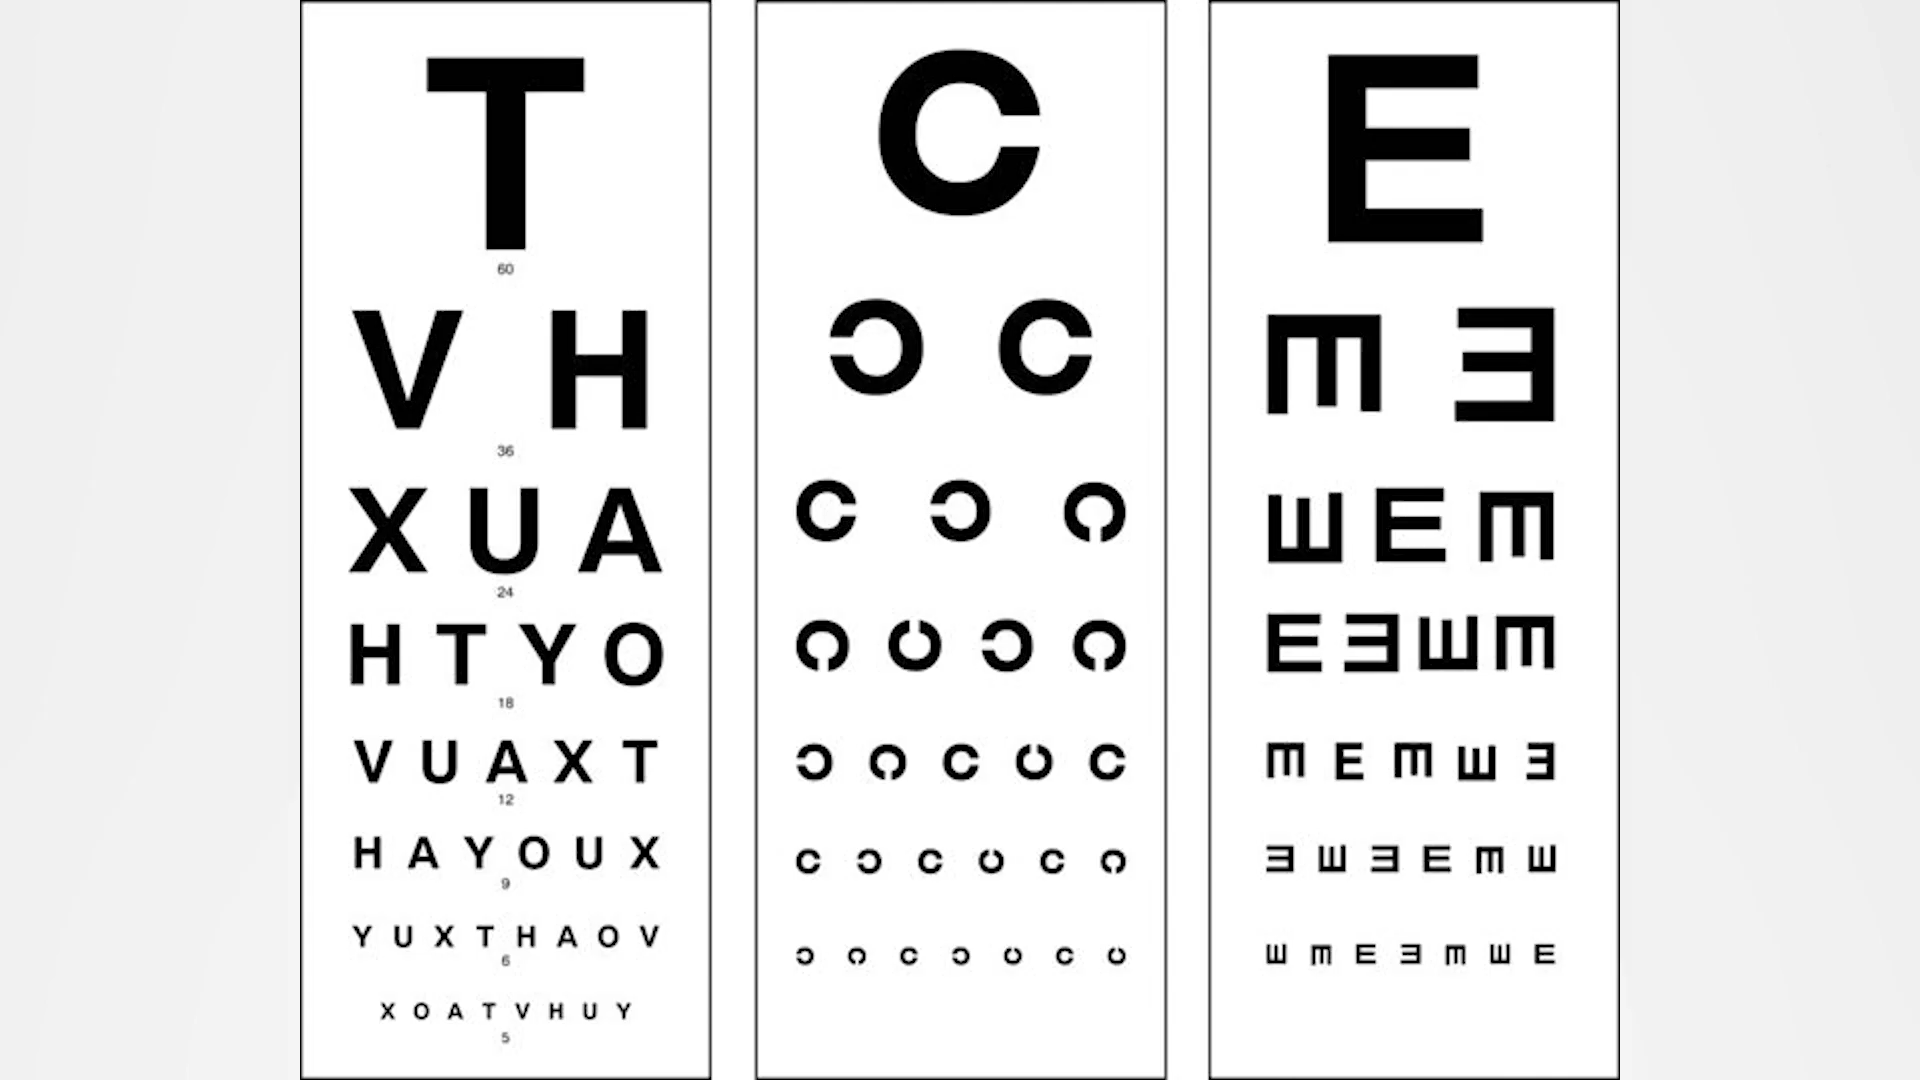 T
60
V H
36
X U A
24
H T Y O
18
V U A X T
12
H A Y O U X
9
Y U X T H A O V
6
X O A T V H U Y
5
C
C C
C C C
C C C C
C C C C C
C C C C C C
C C C C C C C
E
E E
E E E
E E E E
E E E E E
E E E E E E
E E E E E E E